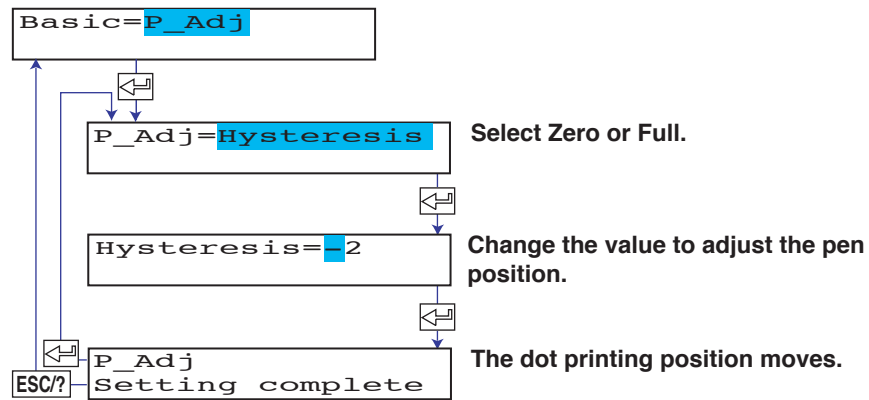 Basic=P_Adj
P_Adj=Hysteresis
Select Zero or Full.
Hysteresis=-2
Change the value to adjust the pen
position.
P_Adj
Setting complete
The dot printing position moves.
ESC/?